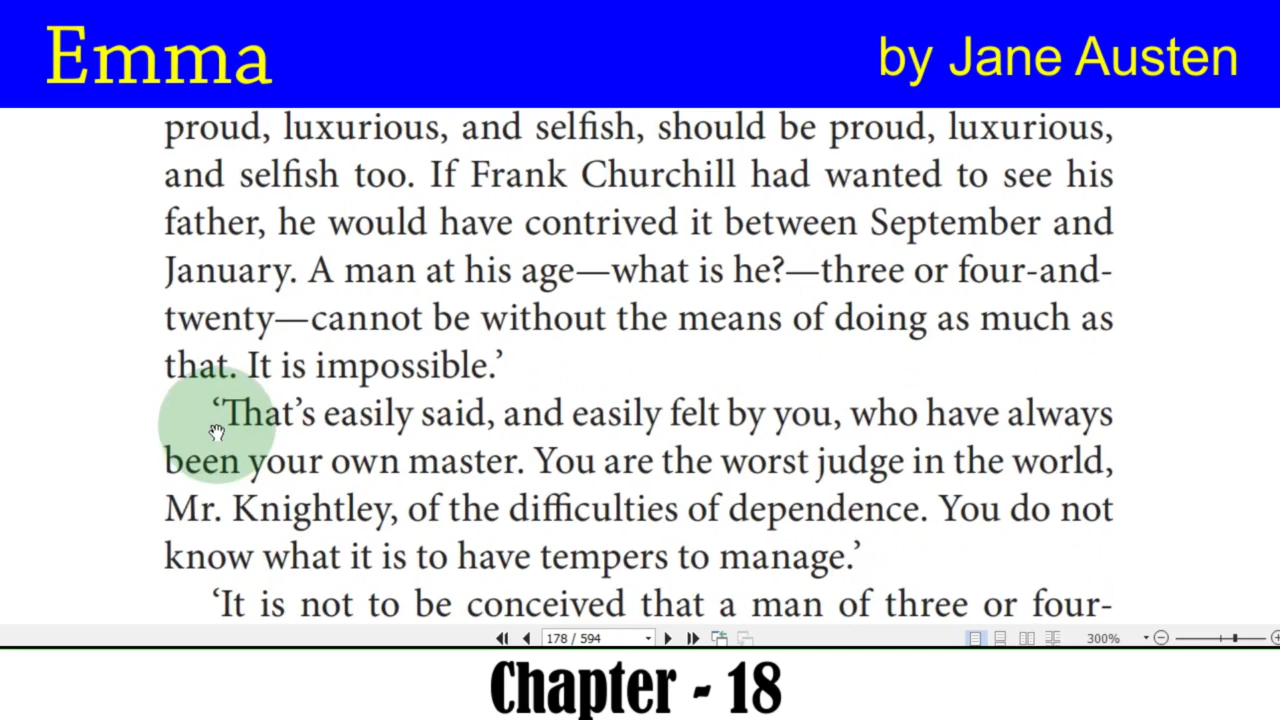 Emma
by Jane Austen
proud, luxurious, and selfish, should be proud, luxurious,
and selfish too. If Frank Churchill had wanted to see his
father, he would have contrived it between September and
January. A man at his age—what is he?—three or four-and-
twenty—cannot be without the means of doing as much as
that. It is impossible.’
‘That’s easily said, and easily felt by you, who have always
been your own master. You are the worst judge in the world,
Mr. Knightley, of the difficulties of dependence. You do not
know what it is to have tempers to manage.’
‘It is not to be conceived that a man of three or four-
178 / 594
300%
Chapter - 18